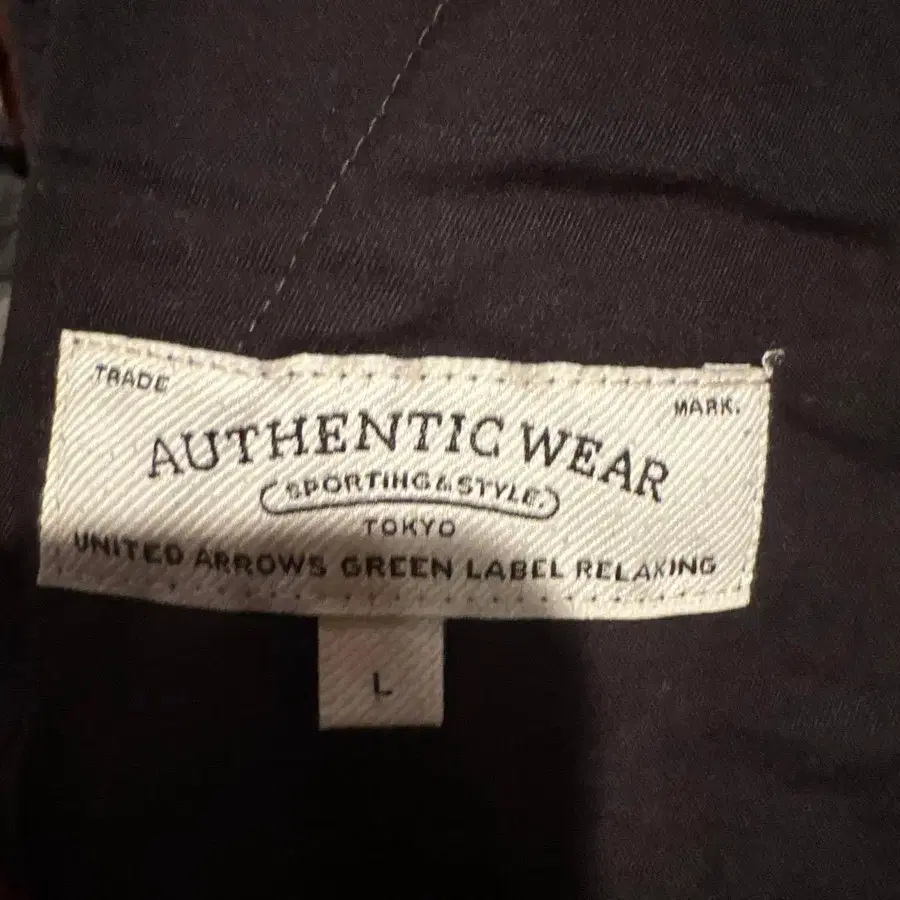 TRADE MARK.
AUTHENTIC WEAR
SPORTING & STYLE.
TOKYO
UNITED ARROWS GREEN LABEL RELAXING
L